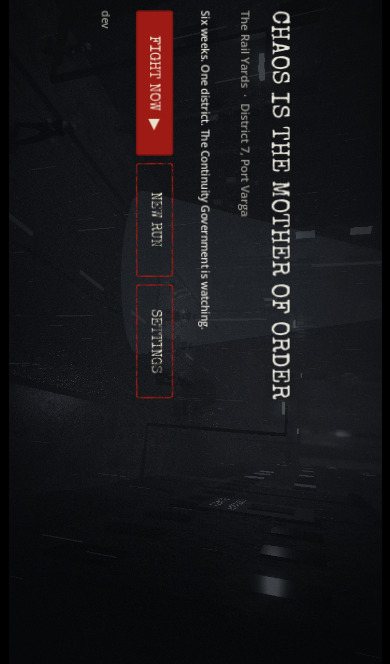 CHAOS IS THE MOTHER OF ORDER
The Rail Yards · District 7, Port Varga
Six weeks. One district. The Continuity Government is watching.
FIGHT NOW ▶
NEW RUN
SETTINGS
dev